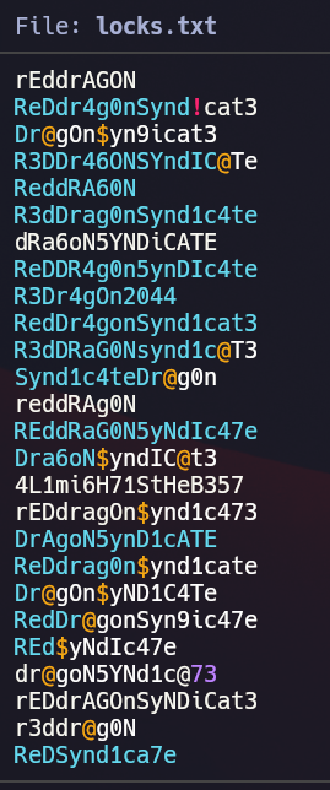 File: locks.txt
rEddrAGON
ReDdr4g0nSynd!cat3
Dr@gOn$yn9icat3
R3DDr46ONSYndIC@Te
ReddRA60N
R3dDrag0nSynd1c4te
dRa6oN5YNDiCATE
ReDDR4g0n5ynDIc4te
R3Dr4gOn2044
RedDr4gonSynd1cat3
R3dDRaG0Nsynd1c@T3
Synd1c4teDr@g0n
reddRAg0N
REddRaG0N5yNdIc47e
Dra6oN$yndIC@t3
4L1mi6H71StHeB357
rEDdragOn$ynd1c473
DrAgoN5ynD1cATE
ReDdrag0n$ynd1cate
Dr@gOn$yND1C4Te
RedDr@gonSyn9ic47e
REd$yNdIc47e
dr@goN5YNd1c@73
rEDdrAGOnSyNDiCat3
r3ddr@g0N
ReDSynd1ca7e